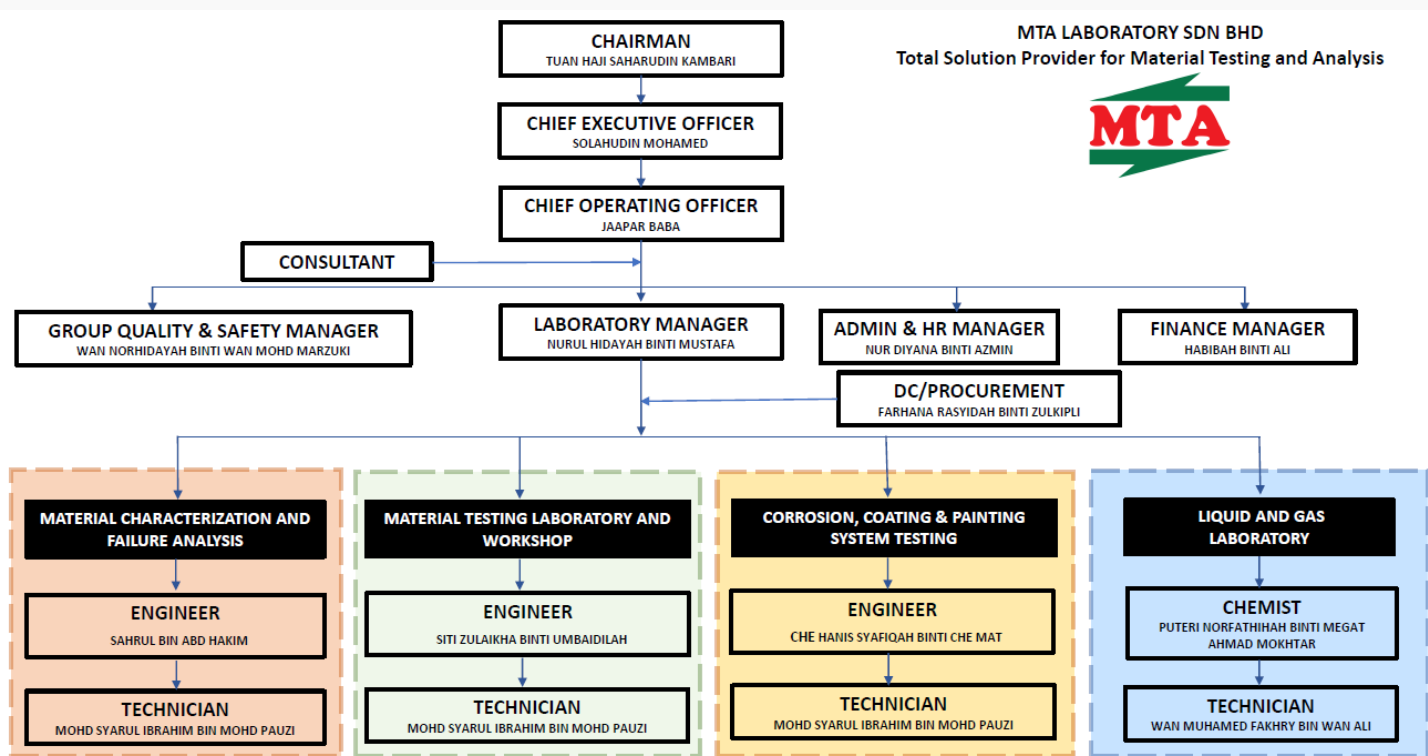 MTA LABORATORY SDN BHD
Total Solution Provider for Material Testing and Analysis
MTA
CHAIRMAN
TUAN HAJI SAHARUDIN KAMBARI
CHIEF EXECUTIVE OFFICER
SOLAHUDIN MOHAMED
CHIEF OPERATING OFFICER
JAAPAR BABA
CONSULTANT
GROUP QUALITY & SAFETY MANAGER
WAN NORHIDAYAH BINTI WAN MOHD MARZUKI
LABORATORY MANAGER
NURUL HIDAYAH BINTI MUSTAFA
ADMIN & HR MANAGER
NUR DIYANA BINTI AZMIN
FINANCE MANAGER
HABIBAH BINTI ALI
DC/PROCUREMENT
FARHANA RASYIDAH BINTI ZULKIPLI
MATERIAL CHARACTERIZATION AND
FAILURE ANALYSIS
ENGINEER
SAHRUL BIN ABD HAKIM
TECHNICIAN
MOHD SYARUL IBRAHIM BIN MOHD PAUZI
MATERIAL TESTING LABORATORY AND
WORKSHOP
ENGINEER
SITI ZULAIKHA BINTI UMBAIDILAH
TECHNICIAN
MOHD SYARUL IBRAHIM BIN MOHD PAUZI
CORROSION, COATING & PAINTING
SYSTEM TESTING
ENGINEER
CHE HANIS SYAFIQAH BINTI CHE MAT
TECHNICIAN
MOHD SYARUL IBRAHIM BIN MOHD PAUZI
LIQUID AND GAS
LABORATORY
CHEMIST
PUTERI NORFATHIHAH BINTI MEGAT
AHMAD MOKHTAR
TECHNICIAN
WAN MUHAMED FAKHRY BIN WAN ALI